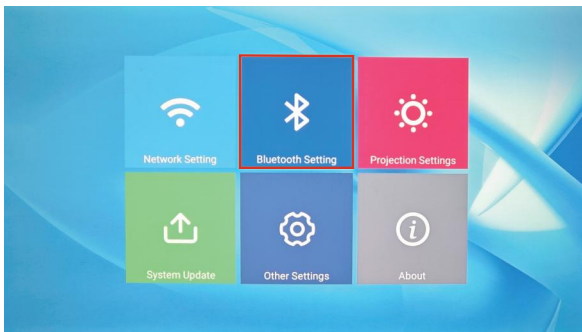 Network Setting
Bluetooth Setting
Projection Settings
System Update
Other Settings
About